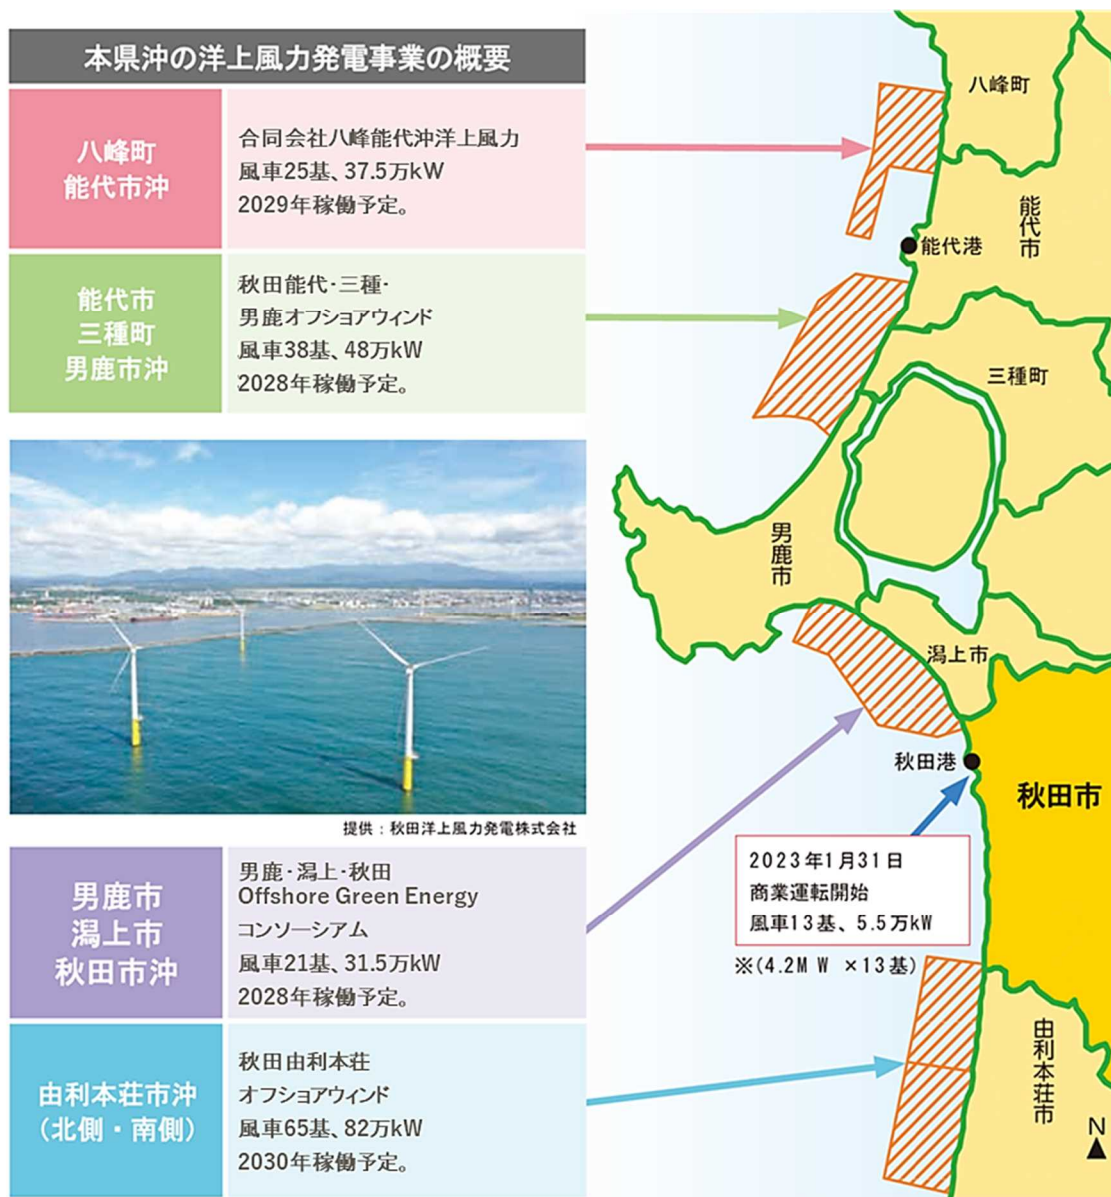 本県沖の洋上風力発電事業の概要
八峰町
能代市沖
合同会社八峰能代沖洋上風力
風車25基、37.5万kW
2029年稼働予定。
能代市
三種町
男鹿市沖
秋田能代・三種・
男鹿オフショアウィンド
風車38基、48万kW
2028年稼働予定。
提供：秋田洋上風力発電株式会社
男鹿市
潟上市
秋田市沖
男鹿・潟上・秋田
Offshore Green Energy
コンソーシアム
風車21基、31.5万kW
2028年稼働予定。
由利本荘市沖
（北側・南側）
秋田由利本荘
オフショアウィンド
風車65基、82万kW
2030年稼働予定。
八峰町
能代市
能代港
三種町
男鹿市
潟上市
秋田港
秋田市
2023年1月31日
商業運転開始
風車13基、5.5万kW
※(4.2MW ×13基)
由利本荘市
N